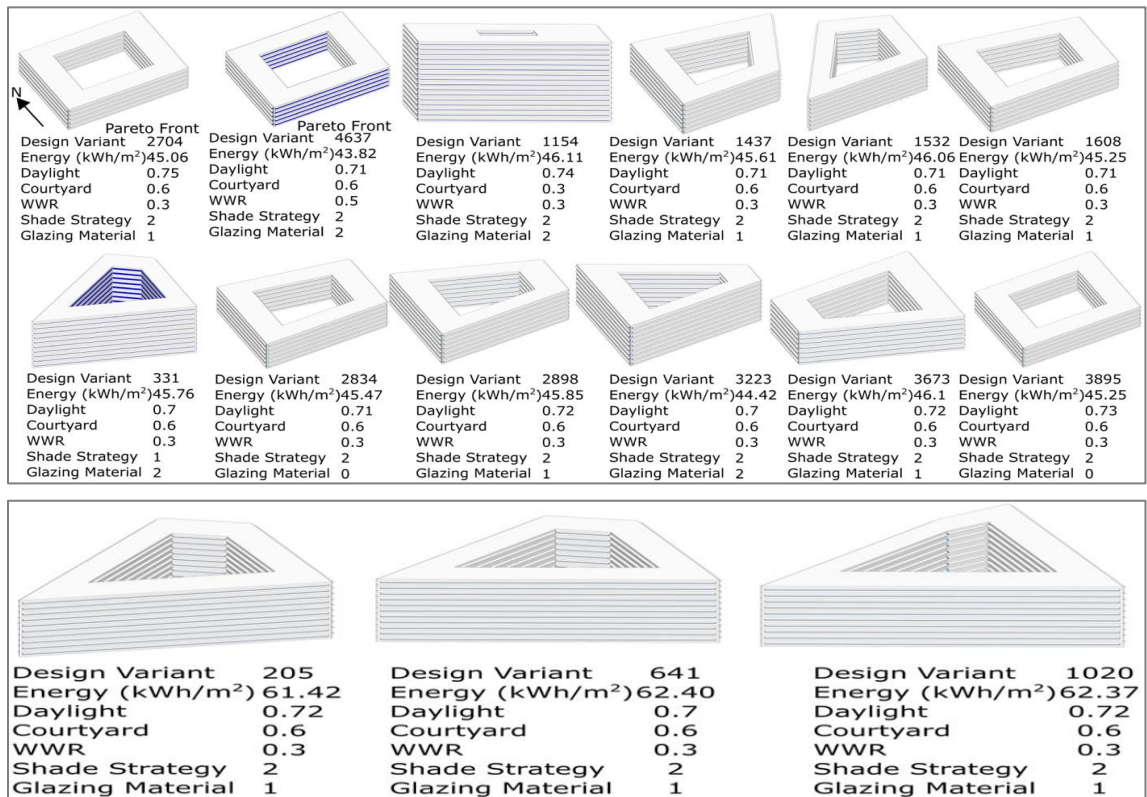 N
Pareto Front
Design Variant 2704
Energy (kWh/m²) 45.06
Daylight 0.75
Courtyard 0.6
WWR 0.3
Shade Strategy 2
Glazing Material 1
Pareto Front
Design Variant 4637
Energy (kWh/m²) 43.82
Daylight 0.71
Courtyard 0.6
WWR 0.5
Shade Strategy 2
Glazing Material 2
Design Variant 1154
Energy (kWh/m²) 46.11
Daylight 0.74
Courtyard 0.3
WWR 0.3
Shade Strategy 2
Glazing Material 2
Design Variant 1437
Energy (kWh/m²) 45.61
Daylight 0.71
Courtyard 0.6
WWR 0.3
Shade Strategy 2
Glazing Material 1
Design Variant 1532
Energy (kWh/m²) 46.06
Daylight 0.71
Courtyard 0.6
WWR 0.3
Shade Strategy 2
Glazing Material 1
Design Variant 1608
Energy (kWh/m²) 45.25
Daylight 0.71
Courtyard 0.6
WWR 0.3
Shade Strategy 2
Glazing Material 1
Design Variant 331
Energy (kWh/m²) 45.76
Daylight 0.7
Courtyard 0.6
WWR 0.3
Shade Strategy 1
Glazing Material 2
Design Variant 2834
Energy (kWh/m²) 45.47
Daylight 0.71
Courtyard 0.6
WWR 0.3
Shade Strategy 2
Glazing Material 0
Design Variant 2898
Energy (kWh/m²) 45.85
Daylight 0.72
Courtyard 0.6
WWR 0.3
Shade Strategy 2
Glazing Material 1
Design Variant 3223
Energy (kWh/m²) 44.42
Daylight 0.7
Courtyard 0.6
WWR 0.3
Shade Strategy 2
Glazing Material 2
Design Variant 3673
Energy (kWh/m²) 46.1
Daylight 0.72
Courtyard 0.6
WWR 0.3
Shade Strategy 2
Glazing Material 1
Design Variant 3895
Energy (kWh/m²) 45.25
Daylight 0.73
Courtyard 0.6
WWR 0.3
Shade Strategy 2
Glazing Material 0
Design Variant 205
Energy (kWh/m²) 61.42
Daylight 0.72
Courtyard 0.6
WWR 0.3
Shade Strategy 2
Glazing Material 1
Design Variant 641
Energy (kWh/m²) 62.40
Daylight 0.7
Courtyard 0.6
WWR 0.3
Shade Strategy 2
Glazing Material 1
Design Variant 1020
Energy (kWh/m²) 62.37
Daylight 0.72
Courtyard 0.6
WWR 0.3
Shade Strategy 2
Glazing Material 1